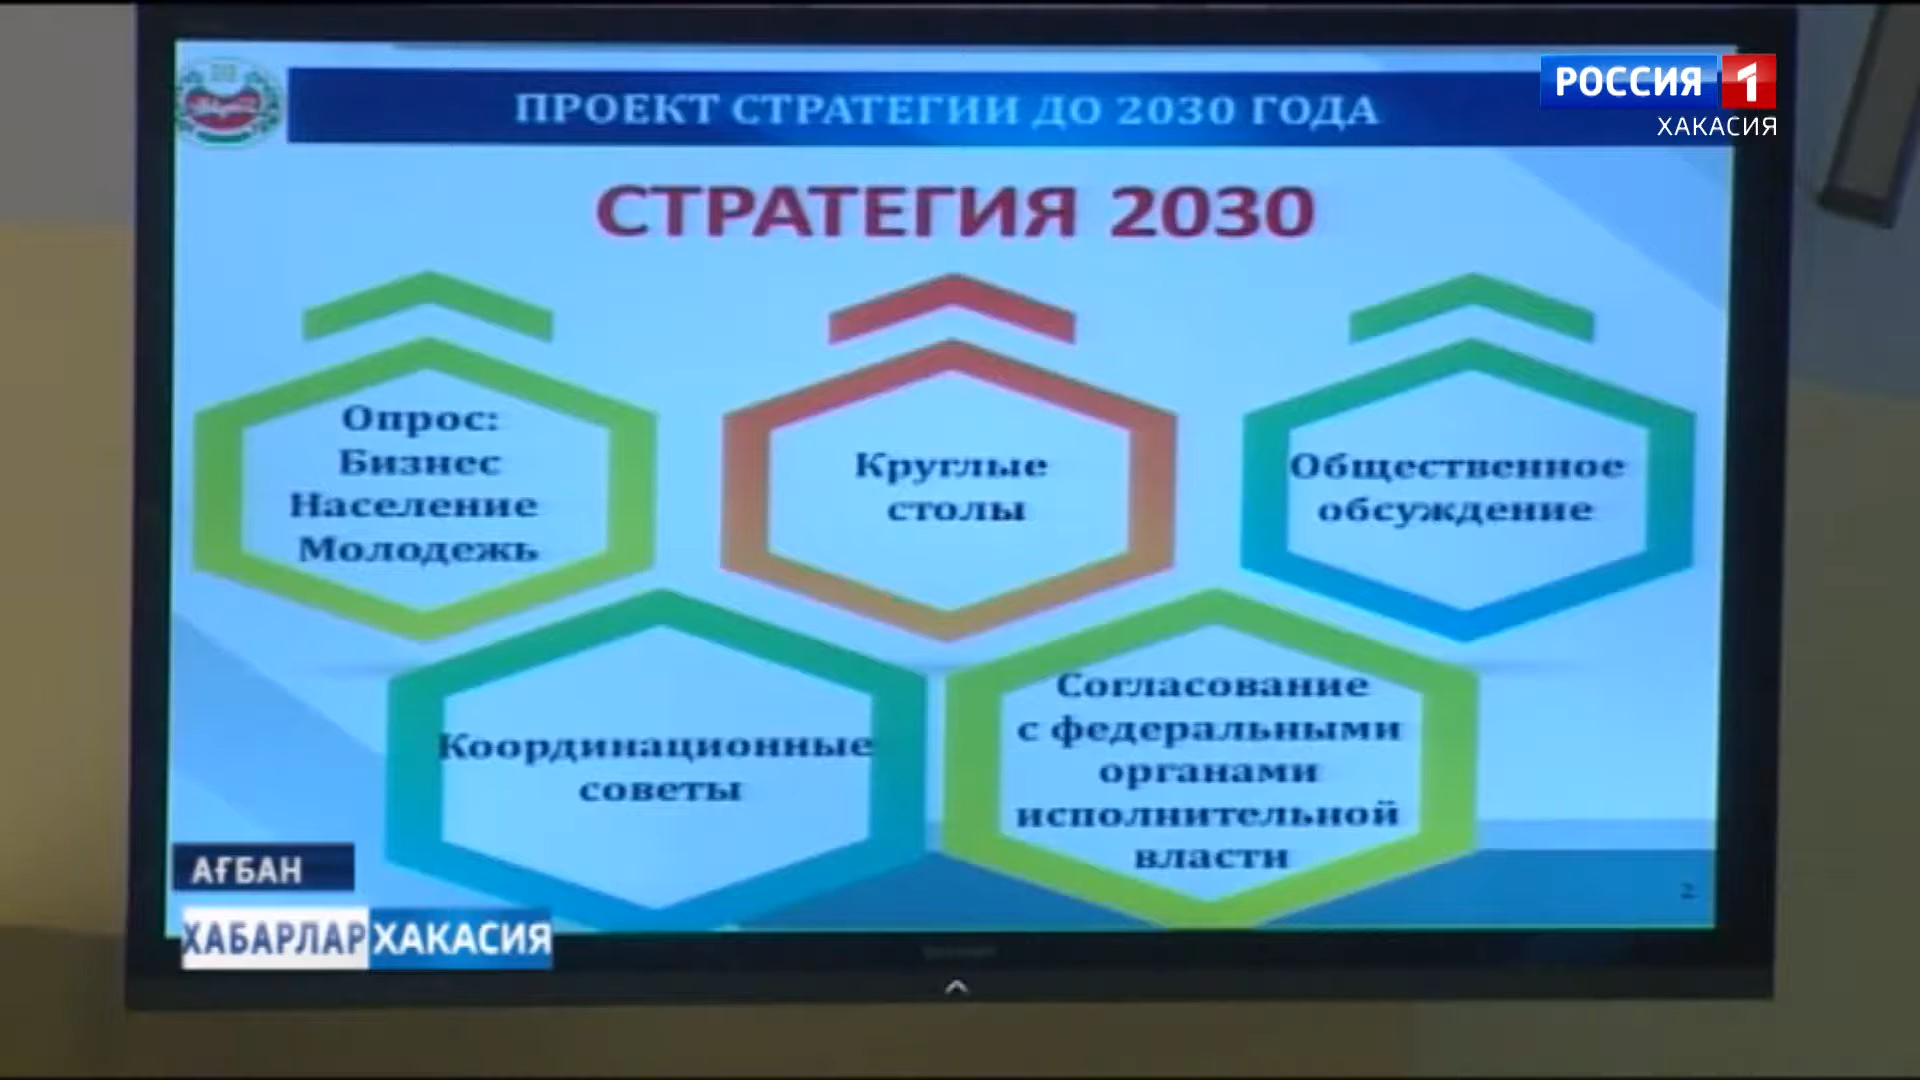 РОССИЯ 1
ХАКАСИЯ
ПРОЕКТ СТРАТЕГИИ ДО 2030 ГОДА
СТРАТЕГИЯ 2030
Опрос:
Бизнес
Население
Молодежь
Круглые
столы
Общественное
обсуждение
Координационные
советы
Согласование
с федеральными
органами
исполнительной
власти
2
АҒБАН
ХАБАРЛАР ХАКАСИЯ